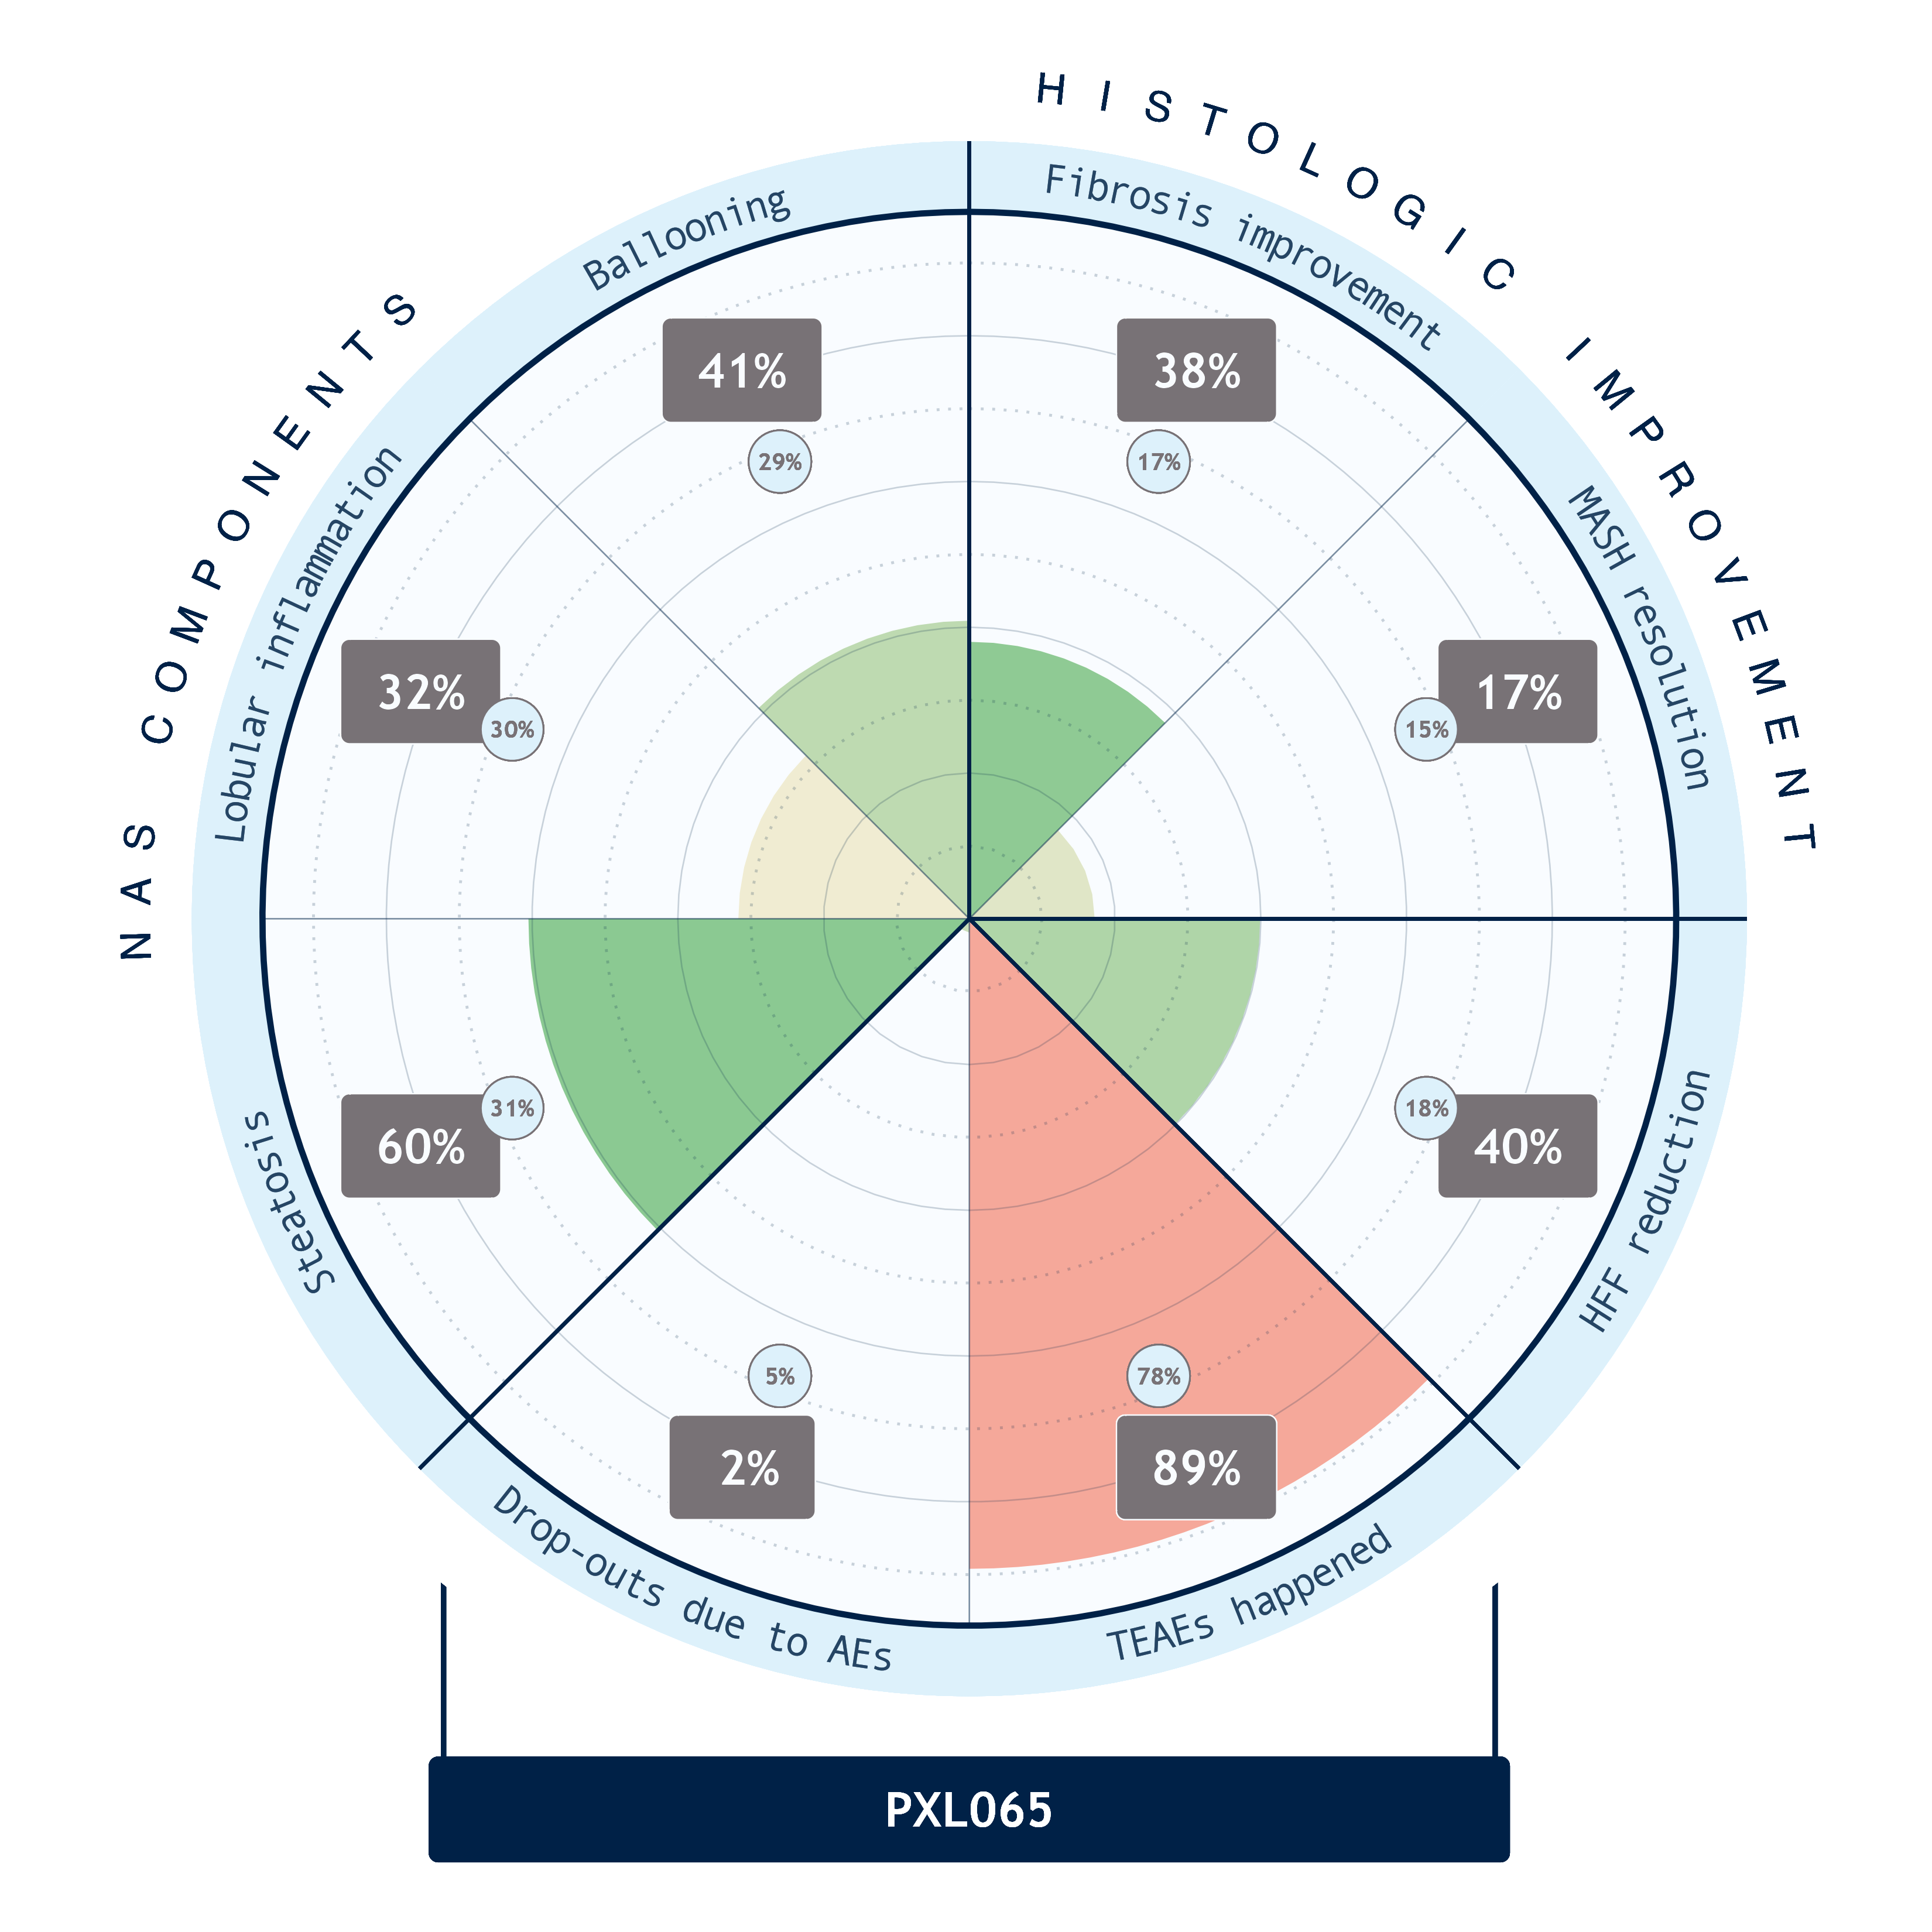 HISTOLOGIC IMPROVEMENT
NAS COMPONENTS
Fibrosis improvement
38%
17%
MASH resolution
17%
15%
HFF reduction
40%
18%
TEAEs happened
89%
78%
Drop-outs due to AEs
2%
5%
Steatosis
60%
31%
Lobular inflammation
32%
30%
Ballooning
41%
29%
PXL065